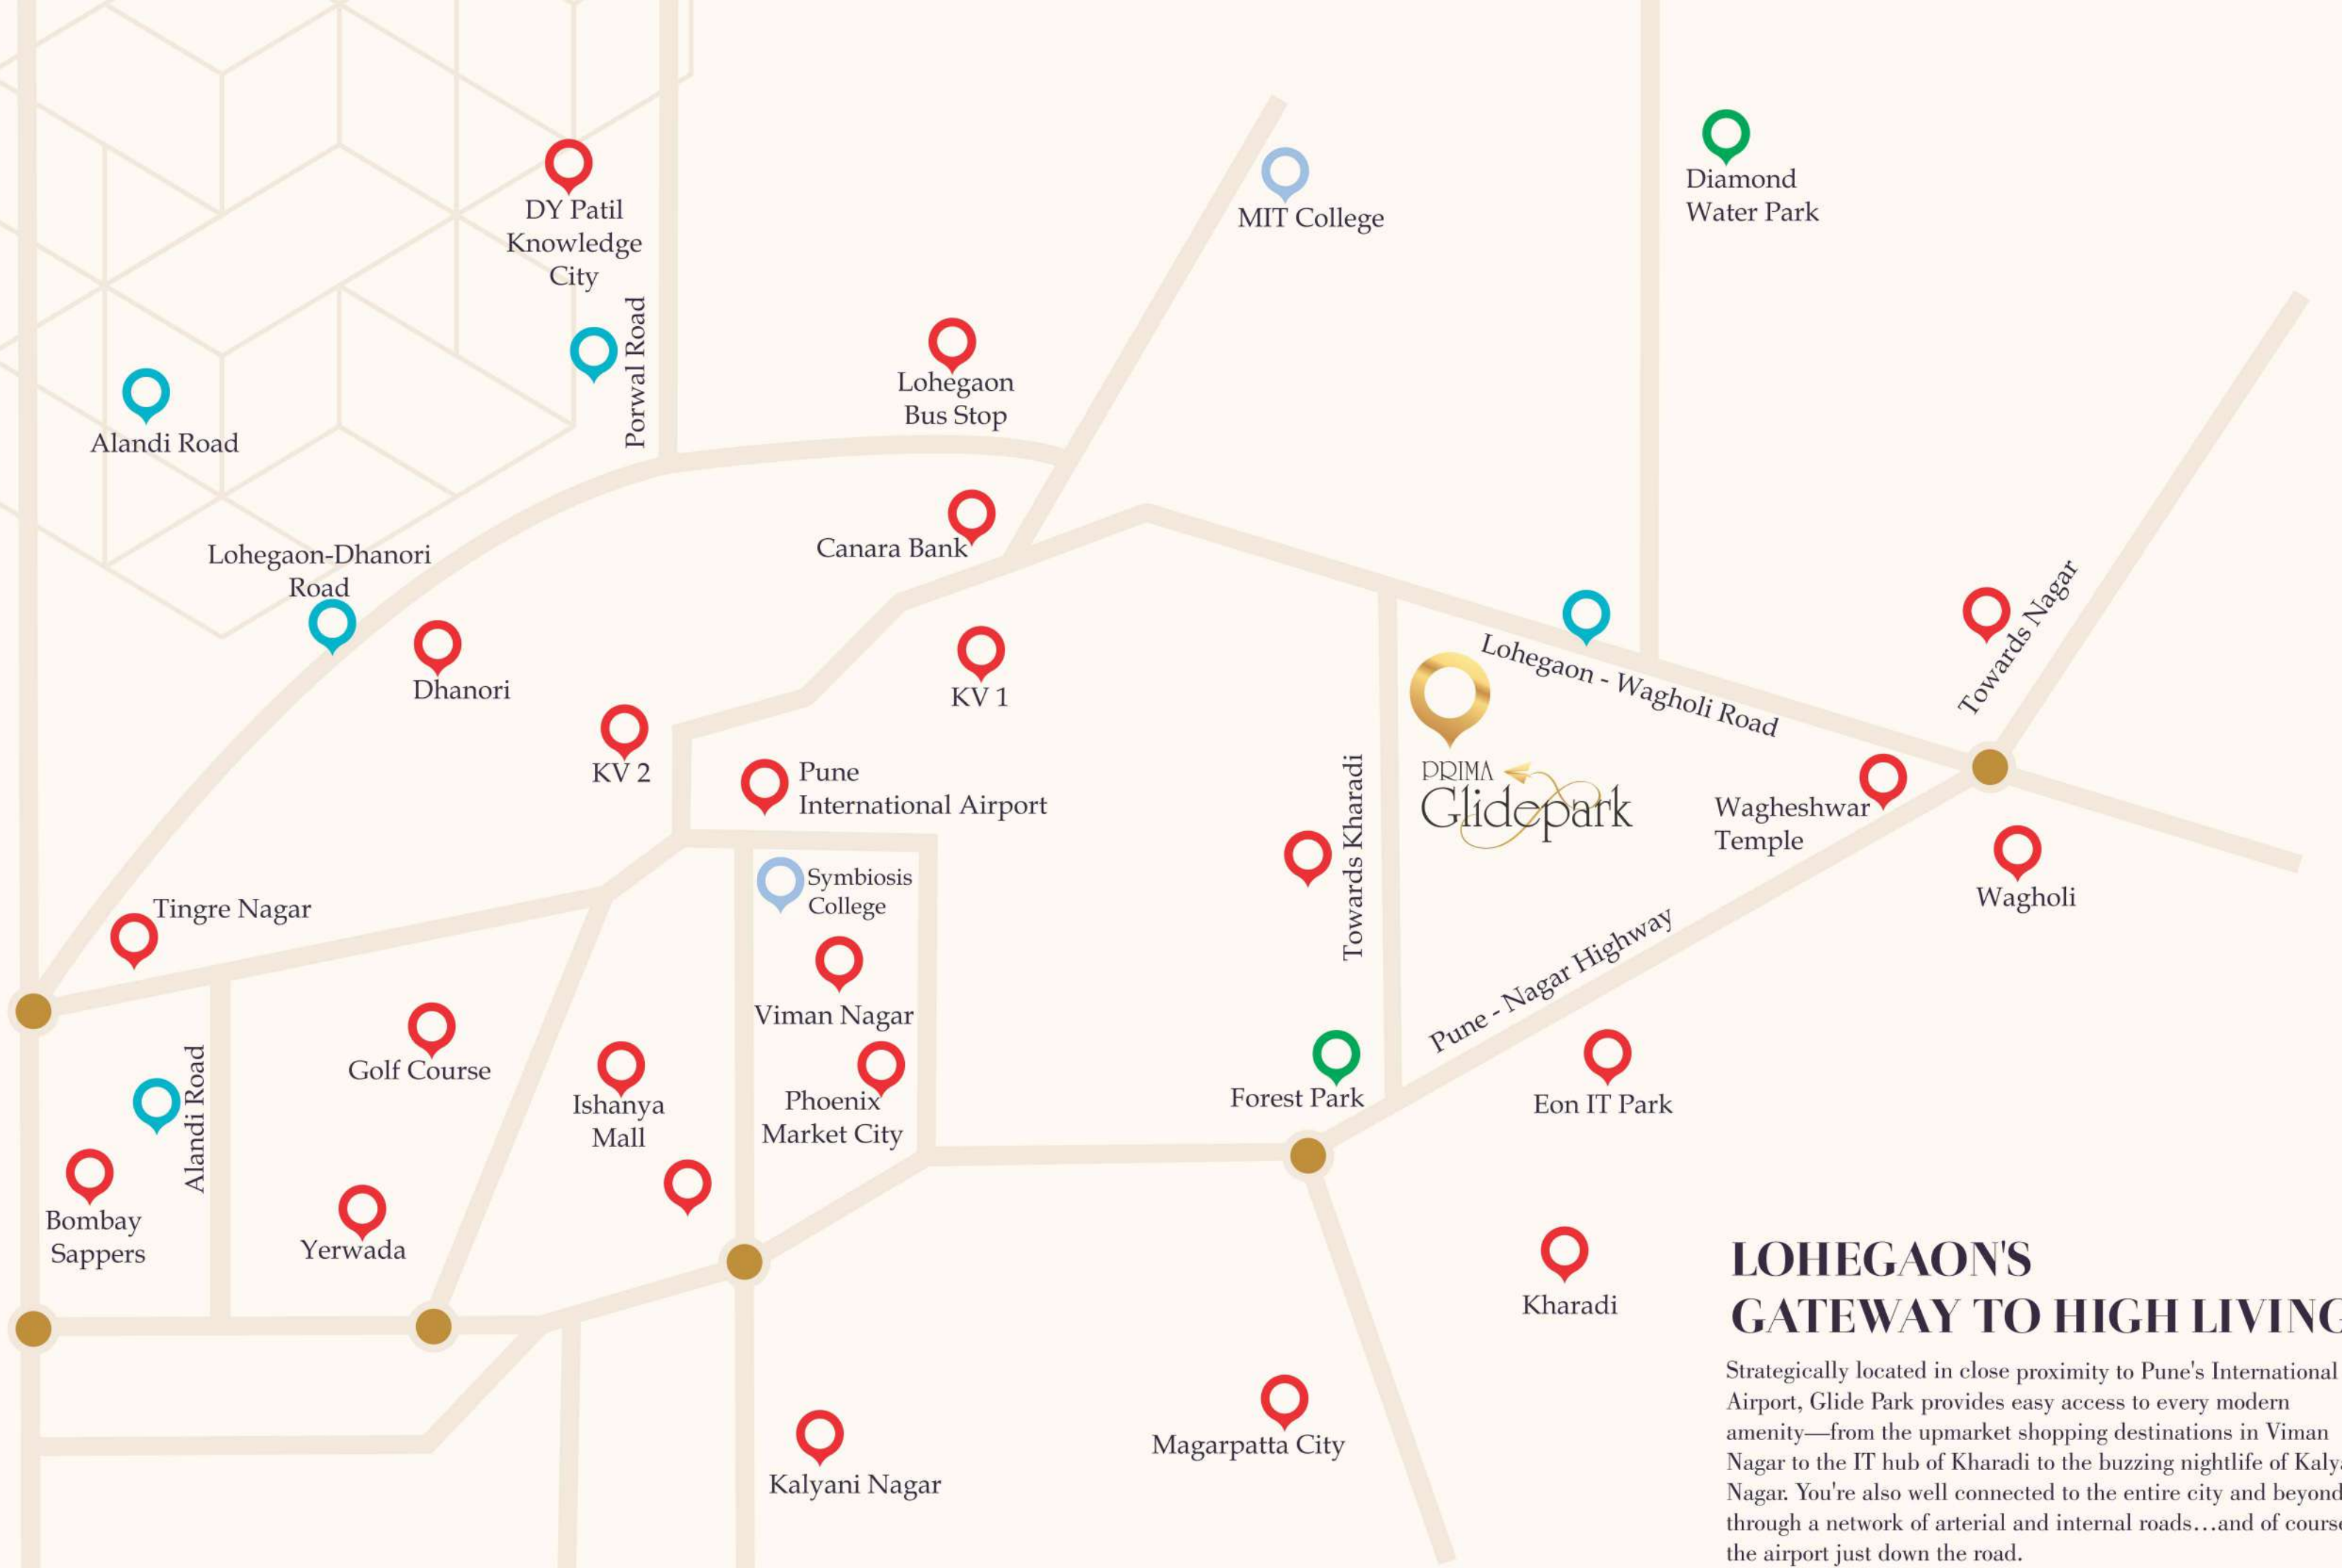 DY Patil
Knowledge
City
MIT College
Diamond
Water Park
Porwal Road
Lohegaon
Bus Stop
Alandi Road
Canara Bank
Lohegaon-Dhanori
Road
Dhanori
KV 1
KV 2
Pune
International Airport
Lohegaon - Wagholi Road
Towards Nagar
PRIMA
Glidepark
Towards Kharadi
Wagheshwar
Temple
Wagholi
Symbiosis
College
Tingre Nagar
Viman Nagar
Pune - Nagar Highway
Golf Course
Alandi Road
Ishanya
Mall
Phoenix
Market City
Forest Park
Eon IT Park
Bombay
Sappers
Yerwada
Kharadi
Kalyani Nagar
Magarpatta City
LOHEGAON'S
GATEWAY TO HIGH LIVING
Strategically located in close proximity to Pune's International
Airport, Glide Park provides easy access to every modern
amenity—from the upmarket shopping destinations in Viman
Nagar to the IT hub of Kharadi to the buzzing nightlife of Kalya
Nagar. You're also well connected to the entire city and beyond
through a network of arterial and internal roads...and of course
the airport just down the road.